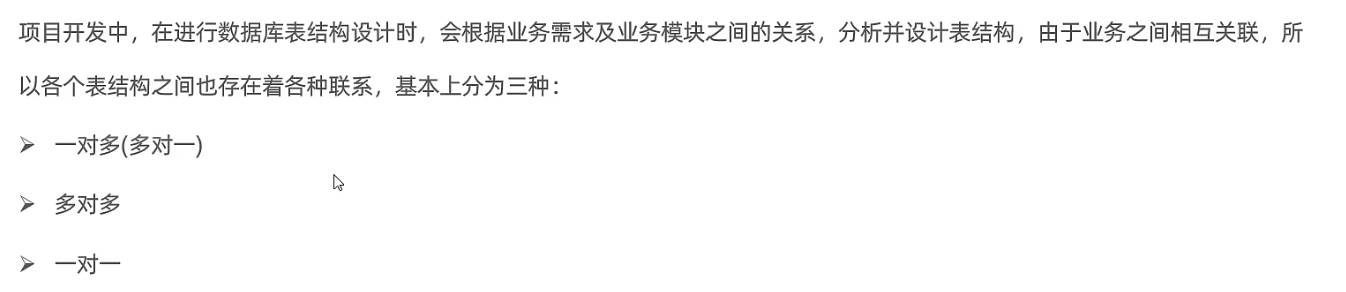 项目开发中，在进行数据库表结构设计时，会根据业务需求及业务模块之间的关系，分析并设计表结构，由于业务之间相互关联，所
以各个表结构之间也存在着各种联系，基本上分为三种：
➢ 一对多(多对一)
➢ 多对多
➢ 一对一